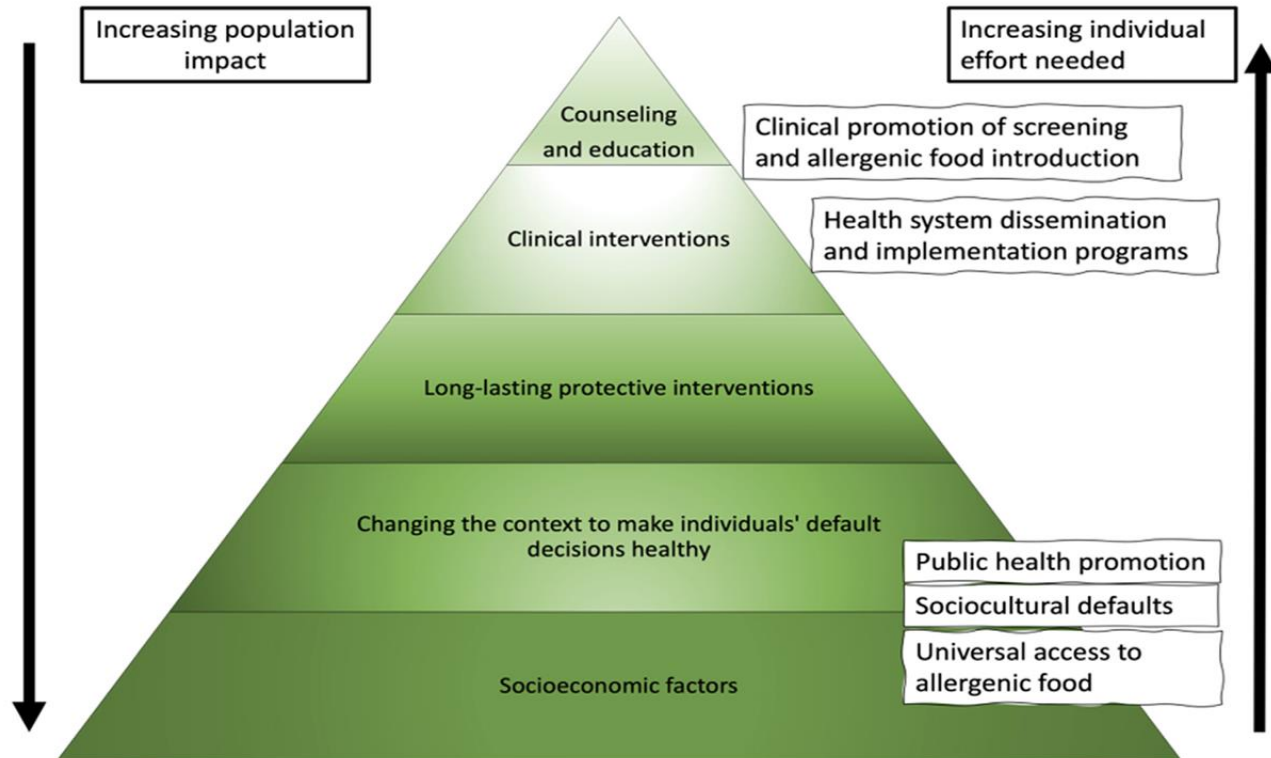 Increasing population
impact
Increasing individual
effort needed
Counseling
and education
Clinical promotion of screening
and allergenic food introduction
Clinical interventions
Health system dissemination
and implementation programs
Long-lasting protective interventions
Changing the context to make individuals' default
decisions healthy
Public health promotion
Sociocultural defaults
Universal access to
allergenic food
Socioeconomic factors